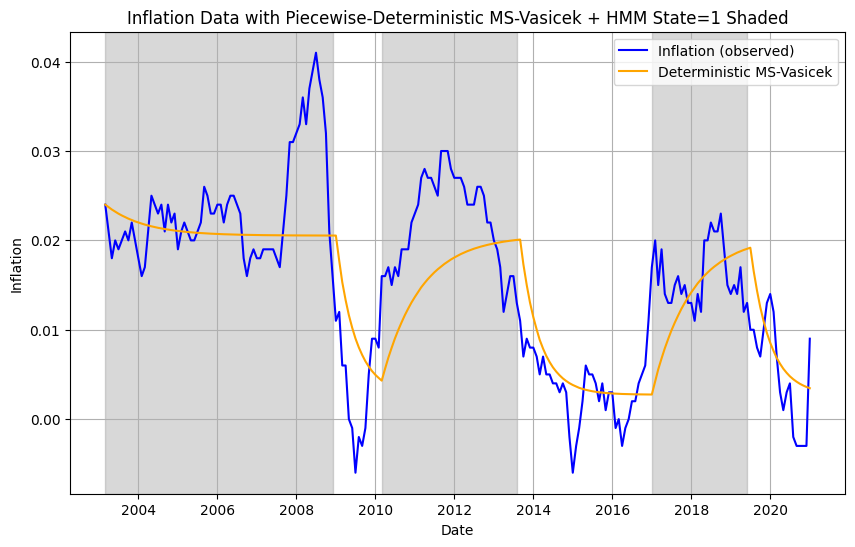 Inflation Data with Piecewise-Deterministic MS-Vasicek + HMM State=1 Shaded
Inflation (observed)
Deterministic MS-Vasicek
Inflation
0.04
0.03
0.02
0.01
0.00
2004 2006 2008 2010 2012 2014 2016 2018 2020
Date